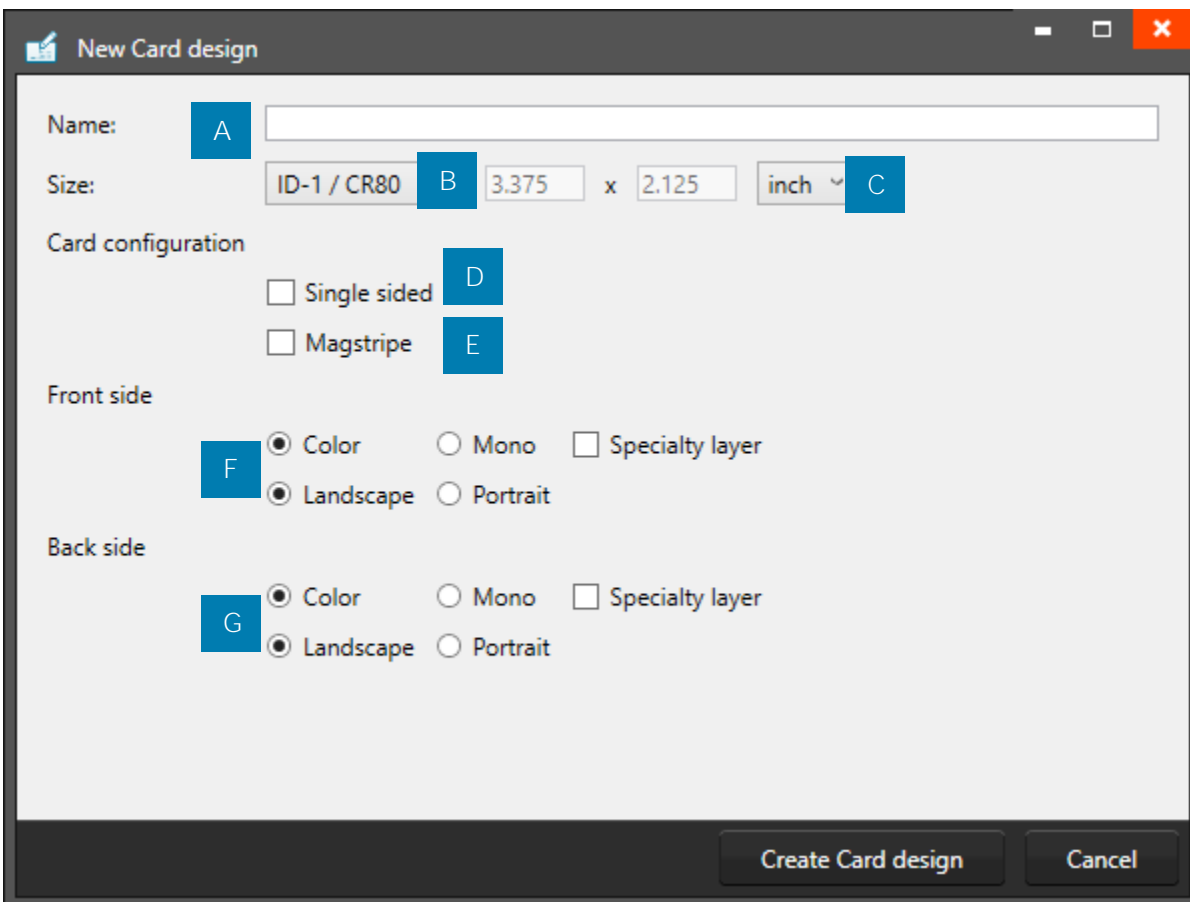 New Card design
Name: A
Size: ID-1 / CR80 B 3.375 x 2.125 inch C
Card configuration
Single sided D
Magstripe E
Front side
F
Color Mono Specialty layer
Landscape Portrait
Back side
G
Color Mono Specialty layer
Landscape Portrait
Create Card design Cancel